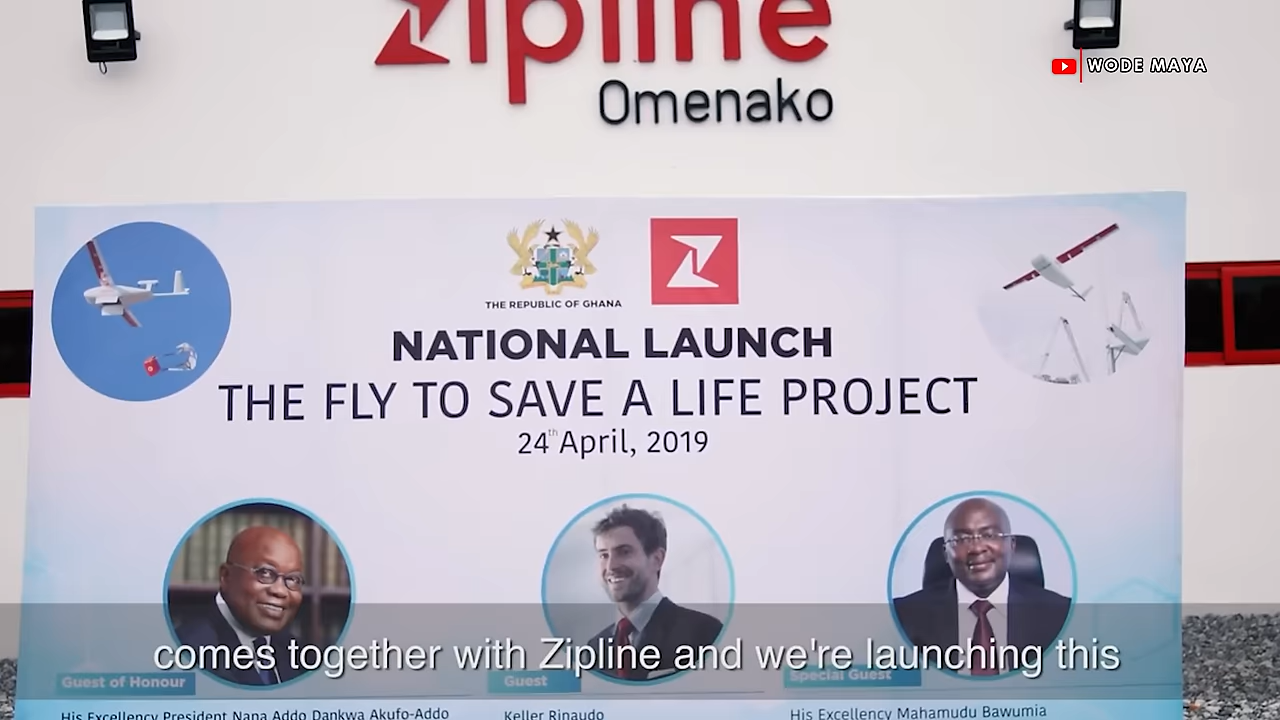 zipline
Omenako
WODE MAYA
THE REPUBLIC OF GHANA
NATIONAL LAUNCH
THE FLY TO SAVE A LIFE PROJECT
24th April, 2019
comes together with Zipline and we're launching this
Guest of Honour
Guest
Special Guest
His Excellency President Nana Addo Dankwa Akufo-Addo
Keller Rinaudo
His Excellency Mahamudu Bawumia